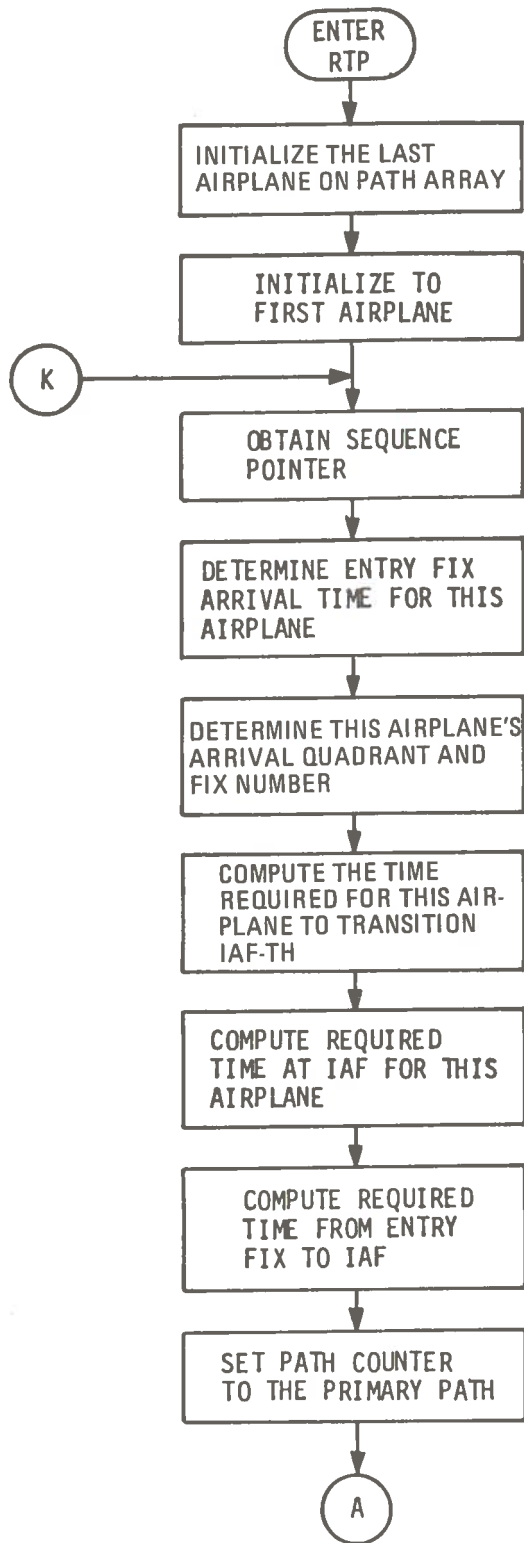 ENTER
RTP
INITIALIZE THE LAST
AIRPLANE ON PATH ARRAY
INITIALIZE TO
FIRST AIRPLANE
K
OBTAIN SEQUENCE
POINTER
DETERMINE ENTRY FIX
ARRIVAL TIME FOR THIS
AIRPLANE
DETERMINE THIS AIRPLANE'S
ARRIVAL QUADRANT AND
FIX NUMBER
COMPUTE THE TIME
REQUIRED FOR THIS AIR-
PLANE TO TRANSITION
IAF-TH
COMPUTE REQUIRED
TIME AT IAF FOR THIS
AIRPLANE
COMPUTE REQUIRED
TIME FROM ENTRY
FIX TO IAF
SET PATH COUNTER
TO THE PRIMARY PATH
A